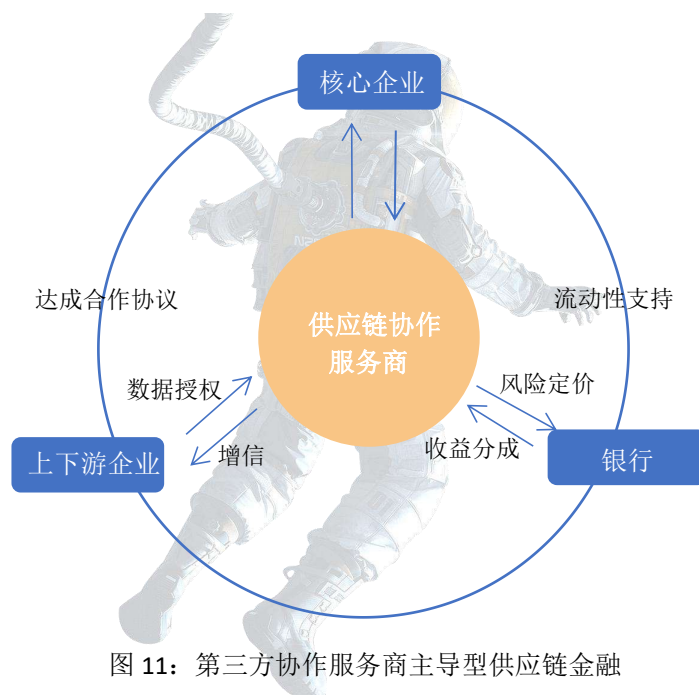 核心企业
达成合作协议
流动性支持
供应链协作
服务商
数据授权
风险定价
上下游企业
增信
收益分成
银行
图 11：第三方协作服务商主导型供应链金融